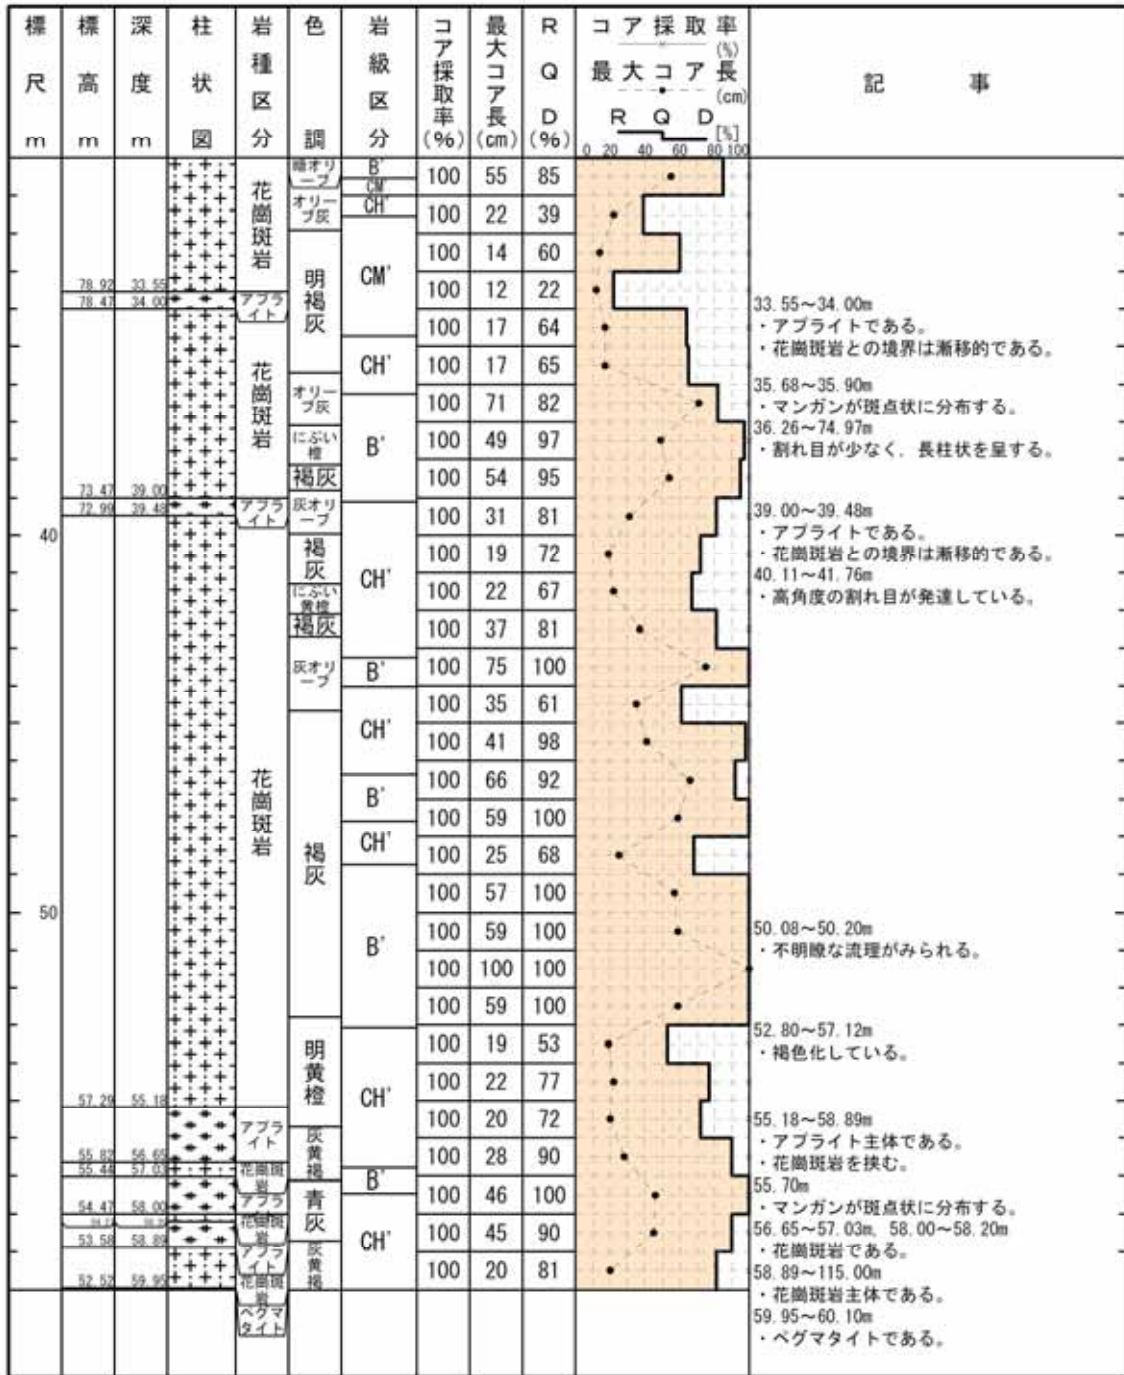 標尺m
標高m
深度m
柱状図
岩種区分
色調
岩級区分
コア採取率(%)
最大コア長(cm)
RQD(%)
コア採取率
(%)
最大コア長
(cm)
R Q D
[%]
0 20 40 60 80 100
記事
40
50
78.92 33.55
78.47 34.00
73.47 39.00
72.99 39.48
57.29 55.18
55.82 56.65
55.44 57.03
54.47 58.00
53.58 58.89
52.52 59.95
花崗斑岩
アプライト
花崗斑岩
アプライト
花崗斑岩
アプライト
花崗斑岩
アプラ
花崗斑岩
アプライト
花崗斑岩
ペグマタイト
暗オリーブ
オリーブ灰
明褐灰
オリーブ灰
にぶい橙
褐灰
灰オリーブ
褐灰
にぶい黄橙
褐灰
灰オリーブ
褐灰
明黄橙
灰黄褐
青灰
灰黄褐
B'
CM'
CH'
CM'
CH'
B'
CH'
B'
CH'
B'
CH'
B'
CH'
B'
CH'
100 55 85
100 22 39
100 14 60
100 12 22
100 17 64
100 17 65
100 71 82
100 49 97
100 54 95
100 31 81
100 19 72
100 22 67
100 37 81
100 75 100
100 35 61
100 41 98
100 66 92
100 59 100
100 25 68
100 57 100
100 59 100
100 100 100
100 59 100
100 19 53
100 22 77
100 20 72
100 28 90
100 46 100
100 45 90
100 20 81
33.55～34.00m
・アプライトである。
・花崗斑岩との境界は漸移的である。
35.68～35.90m
・マンガンが斑点状に分布する。
36.26～74.97m
・割れ目が少なく，長柱状を呈する。
39.00～39.48m
・アプライトである。
・花崗斑岩との境界は漸移的である。
40.11～41.76m
・高角度の割れ目が発達している。
50.08～50.20m
・不明瞭な流理がみられる。
52.80～57.12m
・褐色化している。
55.18～58.89m
・アプライト主体である。
・花崗斑岩を挟む。
55.70m
・マンガンが斑点状に分布する。
56.65～57.03m, 58.00～58.20m
・花崗斑岩である。
58.89～115.00m
・花崗斑岩主体である。
59.95～60.10m
・ペグマタイトである。